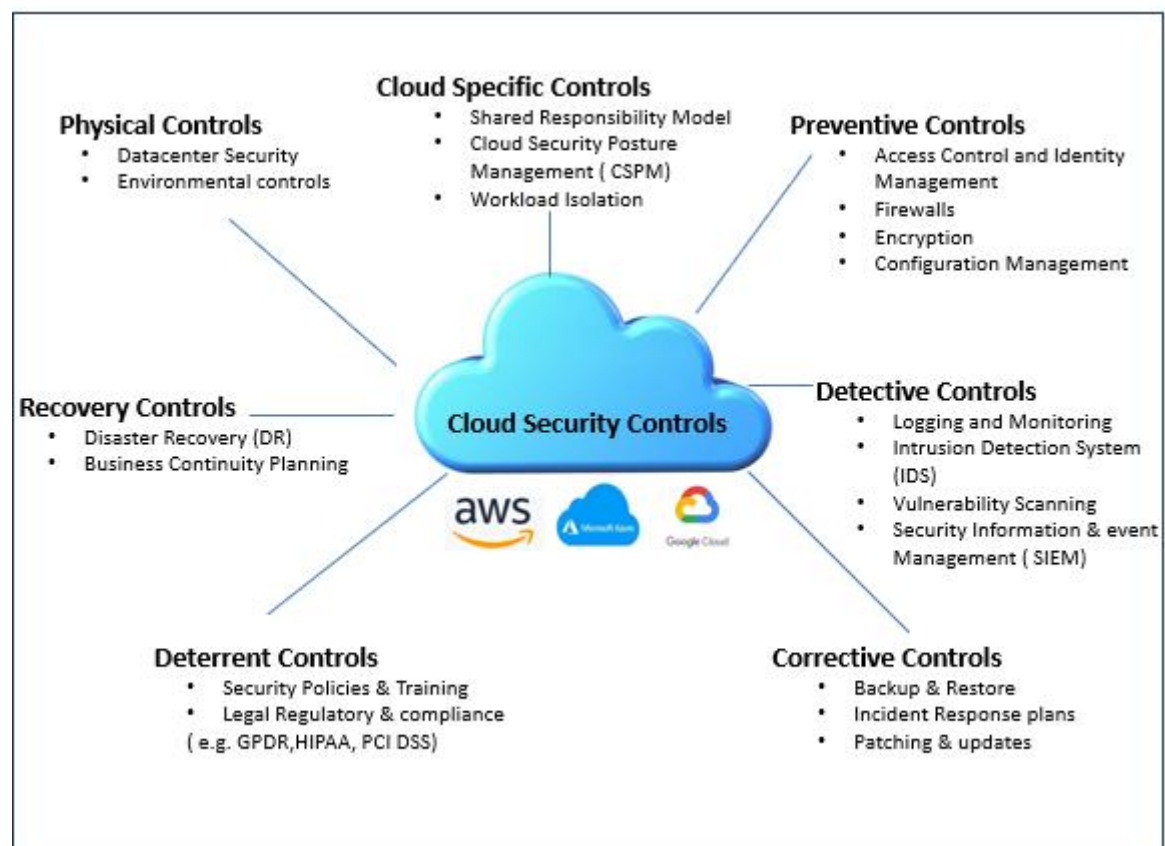 Cloud Specific Controls
• Shared Responsibility Model
• Cloud Security Posture
Management ( CSPM)
• Workload Isolation
Physical Controls
• Datacenter Security
• Environmental controls
Preventive Controls
• Access Control and Identity
Management
• Firewalls
• Encryption
• Configuration Management
Recovery Controls
• Disaster Recovery (DR)
• Business Continuity Planning
Cloud Security Controls
aws
Microsoft Azure
Google Cloud
Detective Controls
• Logging and Monitoring
• Intrusion Detection System
(IDS)
• Vulnerability Scanning
• Security Information & event
Management ( SIEM)
Deterrent Controls
• Security Policies & Training
• Legal Regulatory & compliance
( e.g. GPDR,HIPAA, PCI DSS)
Corrective Controls
• Backup & Restore
• Incident Response plans
• Patching & updates